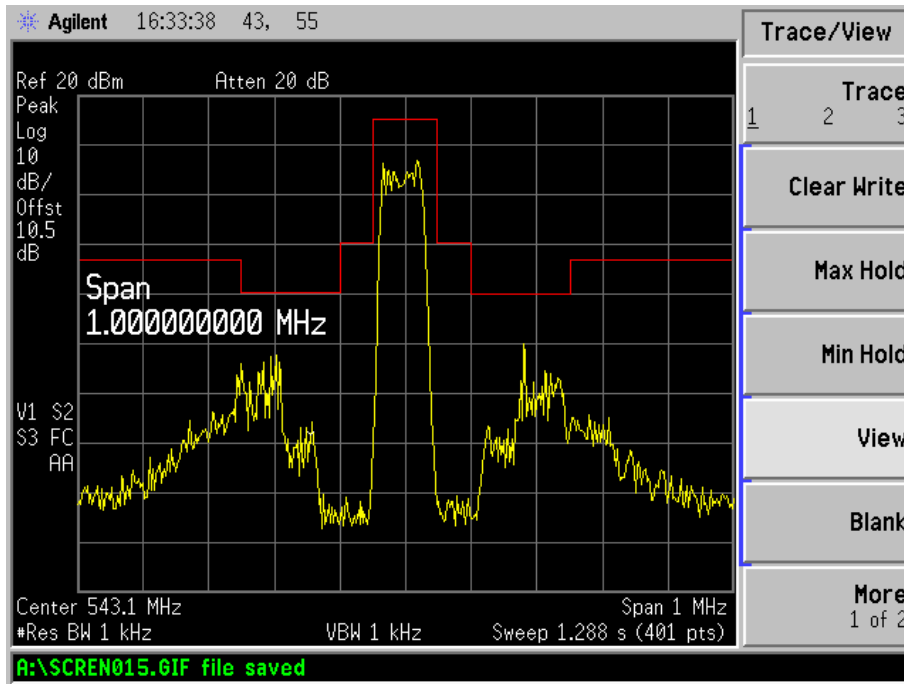 Agilent 16:33:38 43, 55
Trace/View
Ref 20 dBm Atten 20 dB
Peak
Log
10
dB/
Offst
10.5
dB
Span
1.000000000 MHz
V1 S2
S3 FC
AA
Center 543.1 MHz Span 1 MHz
#Res BW 1 kHz VBW 1 kHz Sweep 1.288 s (401 pts)
A:\SCREN015.GIF file saved
Trace
1 2 3
Clear Write
Max Hold
Min Hold
View
Blank
More
1 of 2